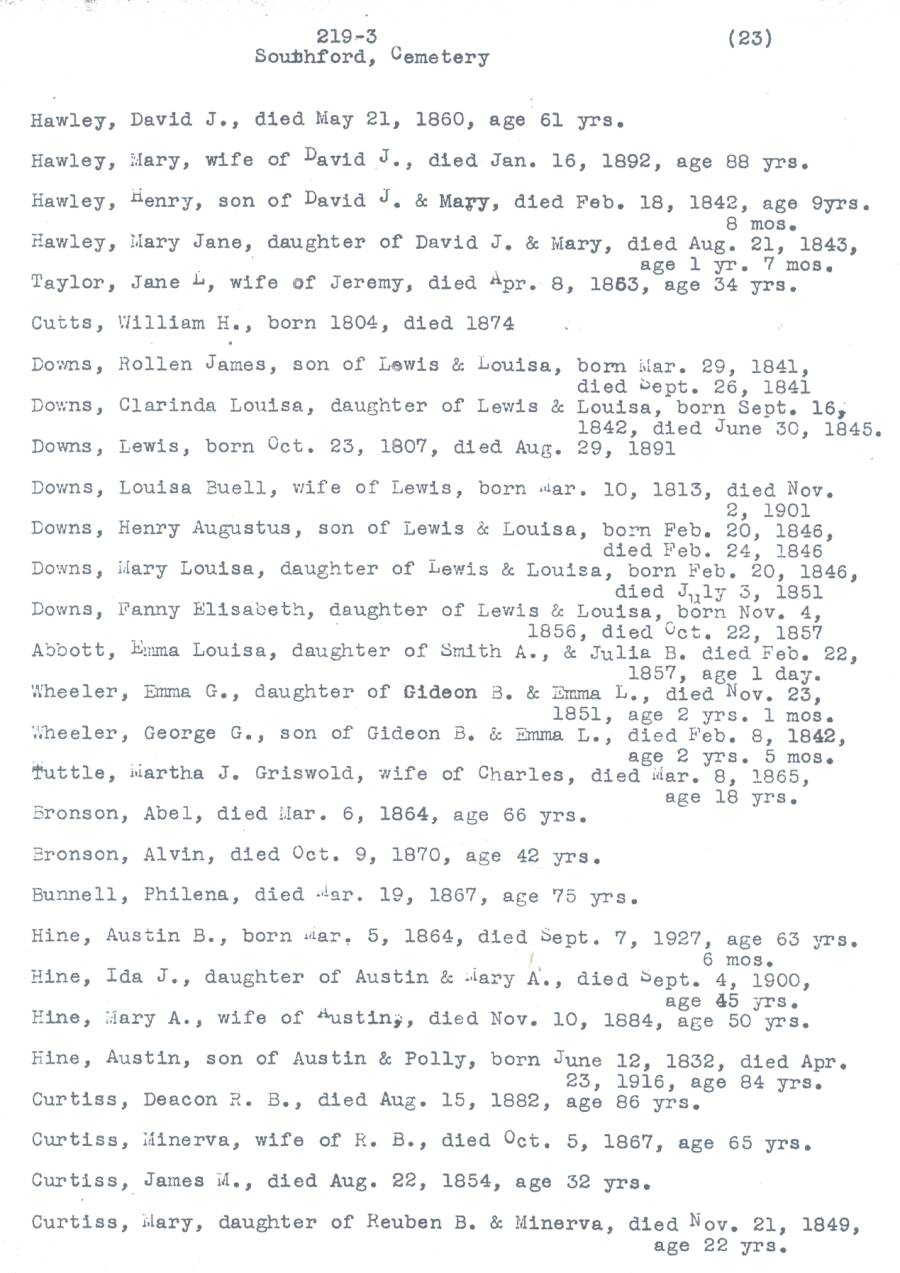 219-3 (23)
Southford, Cemetery
Hawley, David J., died May 21, 1860, age 61 yrs.
Hawley, Mary, wife of David J., died Jan. 16, 1892, age 88 yrs.
Hawley, Henry, son of David J. & Mary, died Feb. 18, 1842, age 9yrs.
8 mos.
Hawley, Mary Jane, daughter of David J. & Mary, died Aug. 21, 1843,
age 1 yr. 7 mos.
Taylor, Jane L, wife of Jeremy, died Apr. 8, 1863, age 34 yrs.
Cutts, William H., born 1804, died 1874
Downs, Rollen James, son of Lewis & Louisa, born Mar. 29, 1841,
died Sept. 26, 1841
Downs, Clarinda Louisa, daughter of Lewis & Louisa, born Sept. 16,
1842, died June 30, 1845.
Downs, Lewis, born Oct. 23, 1807, died Aug. 29, 1891
Downs, Louisa Buell, wife of Lewis, born Mar. 10, 1813, died Nov.
2, 1901
Downs, Henry Augustus, son of Lewis & Louisa, born Feb. 20, 1846,
died Feb. 24, 1846
Downs, Mary Louisa, daughter of Lewis & Louisa, born Feb. 20, 1846,
died July 3, 1851
Downs, Fanny Elisabeth, daughter of Lewis & Louisa, born Nov. 4,
1856, died Oct. 22, 1857
Abbott, Emma Louisa, daughter of Smith A., & Julia B. died Feb. 22,
1857, age 1 day.
Wheeler, Emma G., daughter of Gideon B. & Emma L., died Nov. 23,
1851, age 2 yrs. 1 mos.
Wheeler, George G., son of Gideon B. & Emma L., died Feb. 8, 1842,
age 2 yrs. 5 mos.
Tuttle, Martha J. Griswold, wife of Charles, died Mar. 8, 1865,
age 18 yrs.
Bronson, Abel, died Mar. 6, 1864, age 66 yrs.
Bronson, Alvin, died Oct. 9, 1870, age 42 yrs.
Bunnell, Philena, died Mar. 19, 1867, age 75 yrs.
Hine, Austin B., born Mar. 5, 1864, died Sept. 7, 1927, age 63 yrs.
6 mos.
Hine, Ida J., daughter of Austin & Mary A., died Sept. 4, 1900,
age 45 yrs.
Hine, Mary A., wife of Austin, died Nov. 10, 1884, age 50 yrs.
Hine, Austin, son of Austin & Polly, born June 12, 1832, died Apr.
23, 1916, age 84 yrs.
Curtiss, Deacon R. B., died Aug. 15, 1882, age 86 yrs.
Curtiss, Minerva, wife of R. B., died Oct. 5, 1867, age 65 yrs.
Curtiss, James M., died Aug. 22, 1854, age 32 yrs.
Curtiss, Mary, daughter of Reuben B. & Minerva, died Nov. 21, 1849,
age 22 yrs.